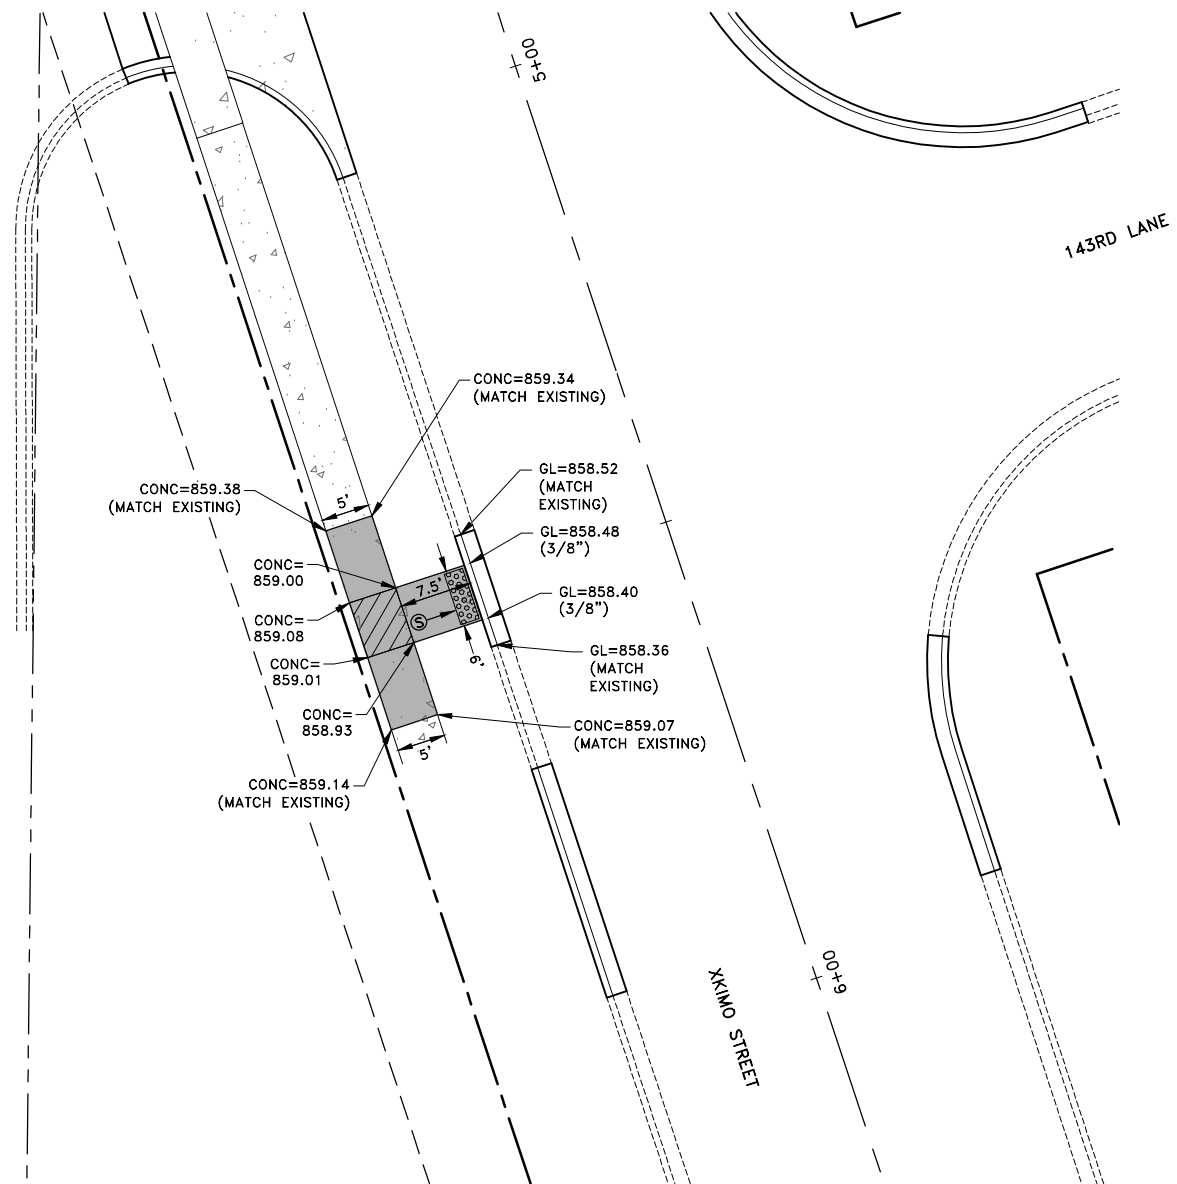 5+00
143RD LANE
CONC=859.34
(MATCH EXISTING)
GL=858.52
(MATCH
EXISTING)
CONC=859.38
(MATCH EXISTING)
5'
GL=858.48
(3/8")
CONC=
859.00
7.5'
GL=858.40
(3/8")
CONC=
859.08
S
GL=858.36
(MATCH
EXISTING)
6'
CONC=
859.01
CONC=
858.93
CONC=859.07
(MATCH EXISTING)
5'
CONC=859.14
(MATCH EXISTING)
6+00
XKIMO STREET